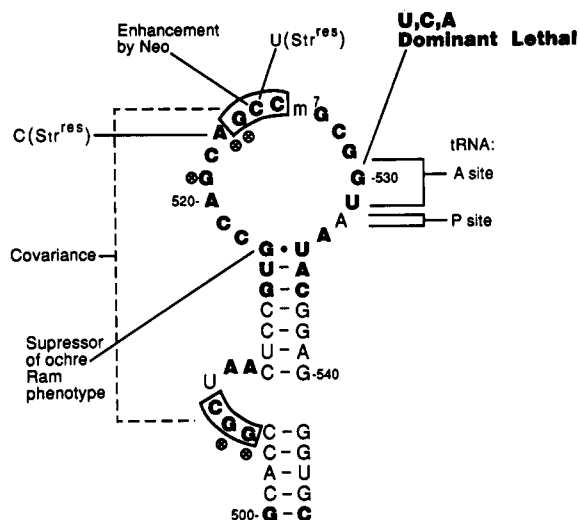 U,C,A
Dominant Lethal
Enhancement
by Neo
U(Str^res)
C(Str^res)
A G C C m^7 G C G G -530 U A A
tRNA:
A site
P site
C
G
520- A
C
C
Covariance
G • U
U – A
G – C
C – G
C – G
U – A
U A A C – G -540
Supressor
of ochre
Ram
phenotype
C G G C – G
C – G
A – U
C – G
500- G – C